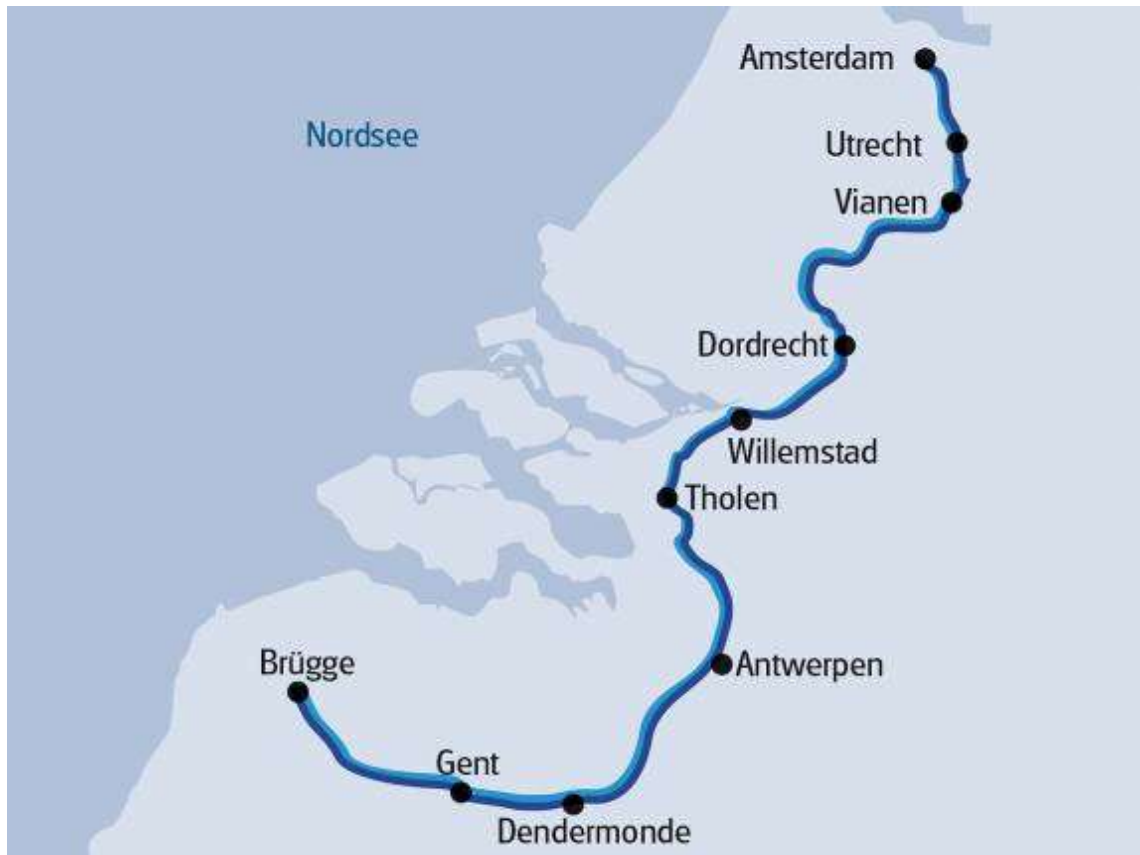 Amsterdam
Nordsee
Utrecht
Vianen
Dordrecht
Willemstad
Tholen
Brügge
Antwerpen
Gent
Dendermonde